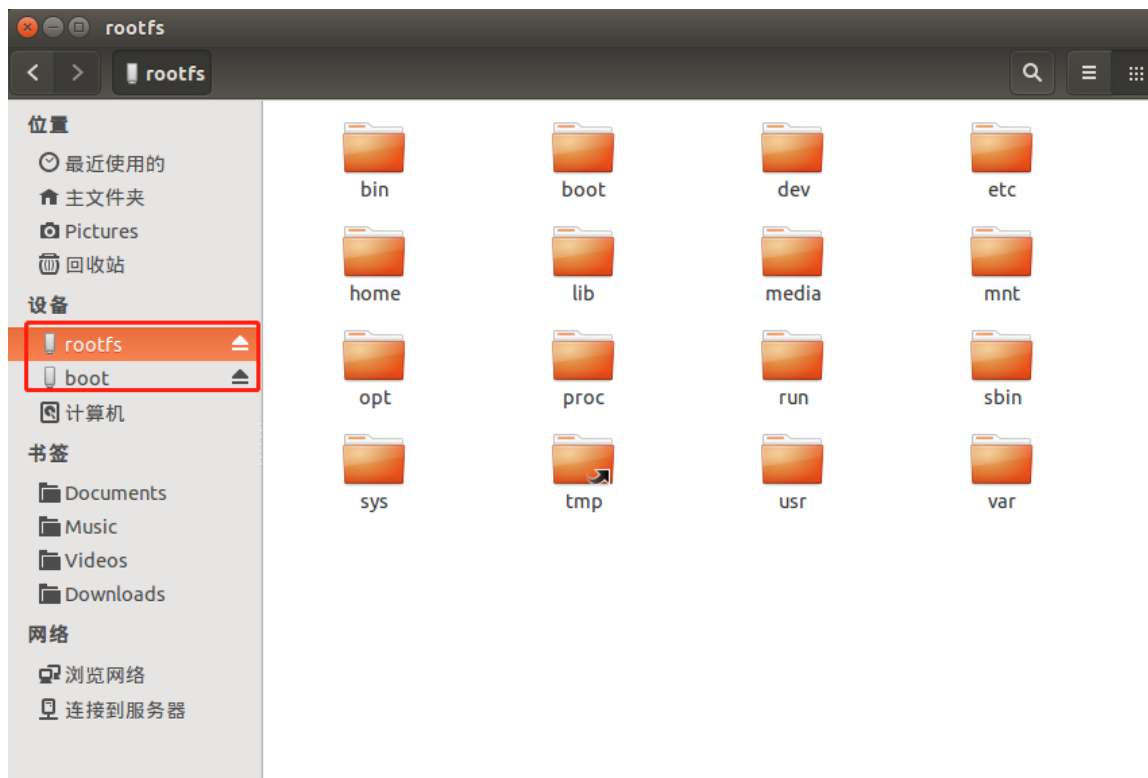 rootfs
rootfs
位置
最近使用的
主文件夹
Pictures
回收站
设备
rootfs
boot
计算机
书签
Documents
Music
Videos
Downloads
网络
浏览网络
连接到服务器
bin boot dev etc
home lib media mnt
opt proc run sbin
sys tmp usr var